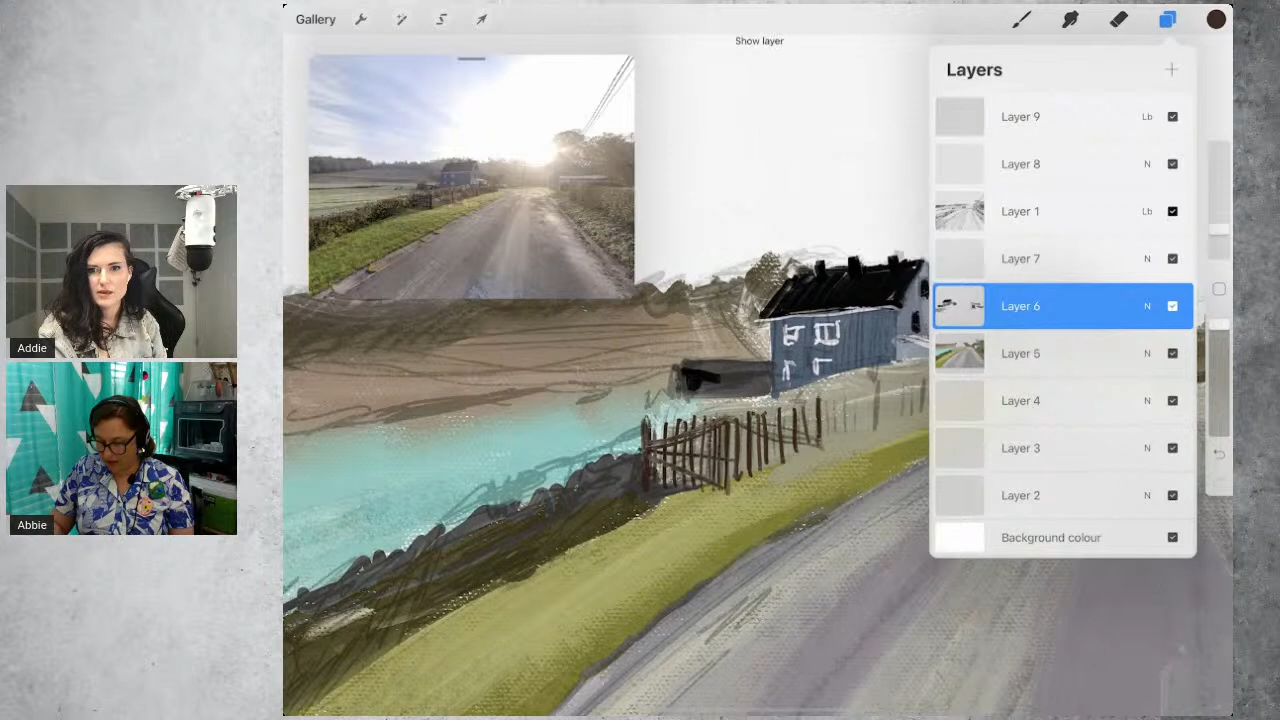 Gallery
Show layer
Layers
Layer 9 Lb
Layer 8 N
Layer 1 Lb
Layer 7 N
Layer 6 N
Layer 5 N
Layer 4 N
Layer 3 N
Layer 2 N
Background colour
Addie
Abbie